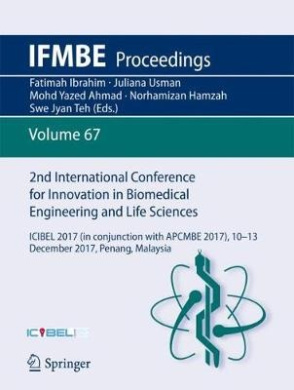 IFMBE Proceedings
Fatimah Ibrahim · Juliana Usman
Mohd Yazed Ahmad · Norhamizan Hamzah
Swe Jyan Teh (Eds.)
Volume 67
2nd International Conference
for Innovation in Biomedical
Engineering and Life Sciences
ICIBEL 2017 (in conjunction with APCMBE 2017), 10–13
December 2017, Penang, Malaysia
ICIBEL
Springer